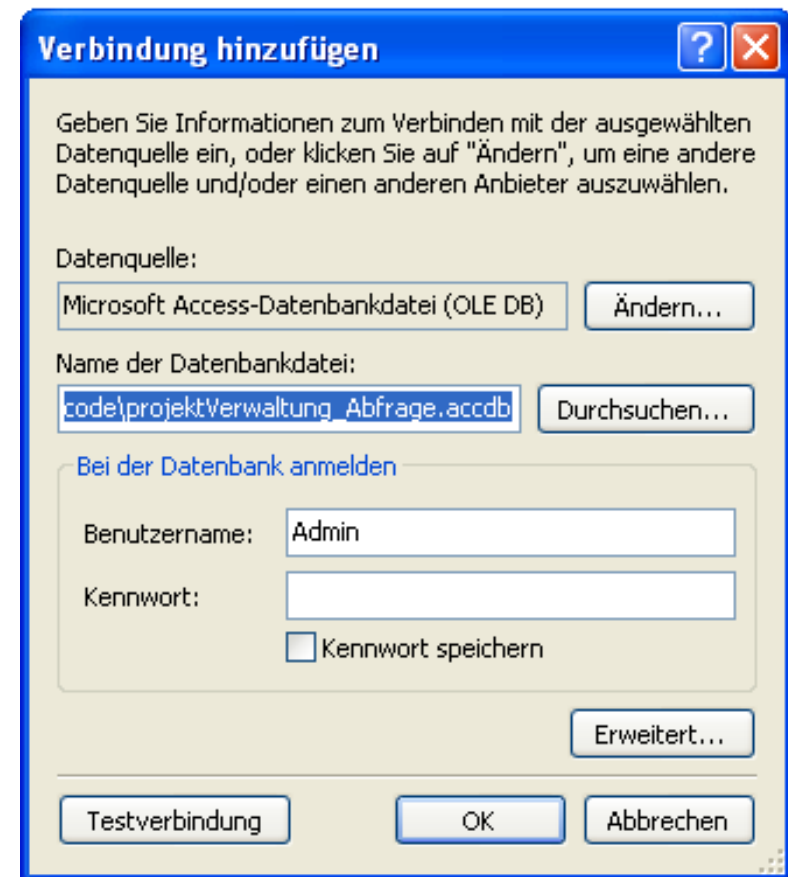 Verbindung hinzufügen
Geben Sie Informationen zum Verbinden mit der ausgewählten
Datenquelle ein, oder klicken Sie auf "Ändern", um eine andere
Datenquelle und/oder einen anderen Anbieter auszuwählen.
Datenquelle:
Microsoft Access-Datenbankdatei (OLE DB) Ändern...
Name der Datenbankdatei:
code\projektVerwaltung_Abfrage.accdb Durchsuchen...
Bei der Datenbank anmelden
Benutzername: Admin
Kennwort:
Kennwort speichern
Erweitert...
Testverbindung OK Abbrechen